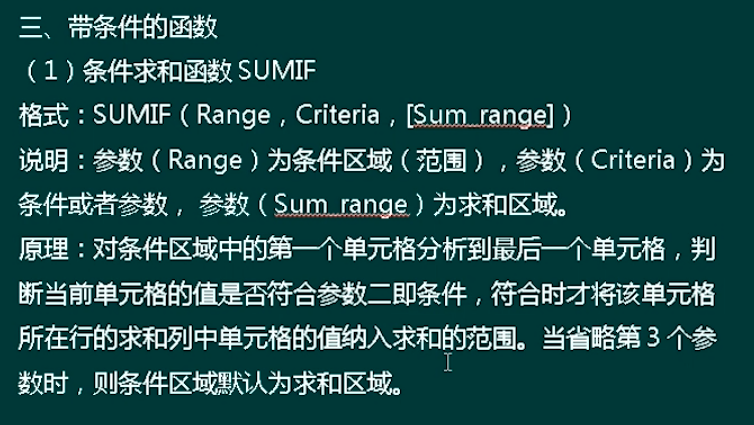 三、带条件的函数
（1）条件求和函数 SUMIF
格式：SUMIF（Range，Criteria，[Sum_range]）
说明：参数（Range）为条件区域（范围），参数（Criteria）为
条件或者参数， 参数（Sum_range）为求和区域。
原理：对条件区域中的第一个单元格分析到最后一个单元格，判
断当前单元格的值是否符合参数二即条件，符合时才将该单元格
所在行的求和列中单元格的值纳入求和的范围。当省略第 3 个参
数时，则条件区域默认为求和区域。